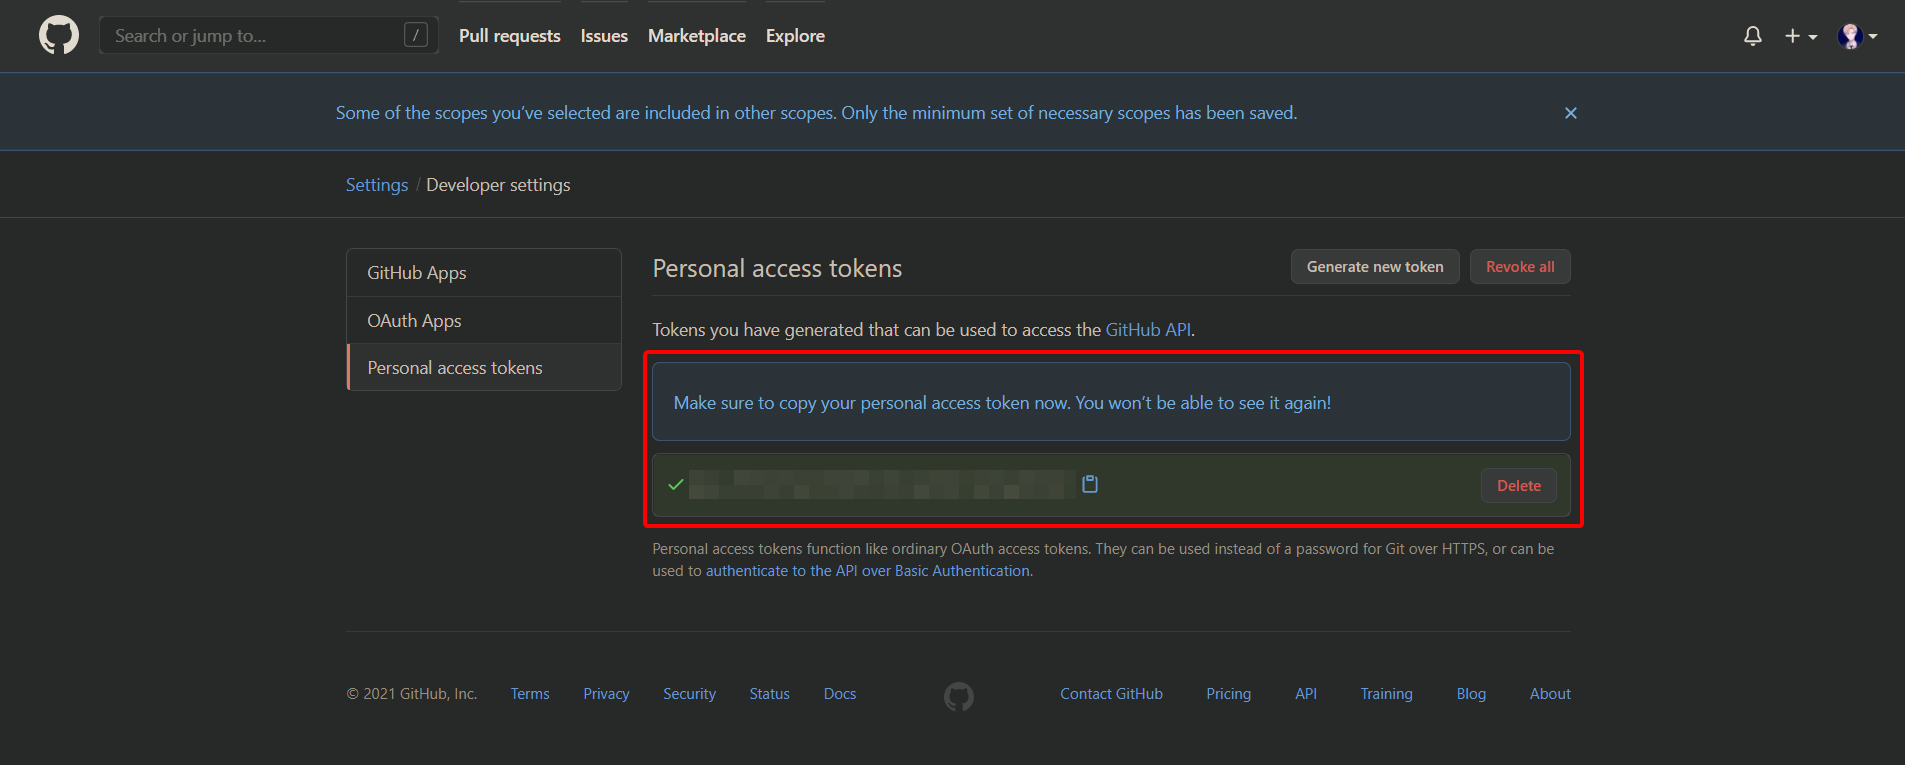 Search or jump to... / Pull requests Issues Marketplace Explore
Some of the scopes you’ve selected are included in other scopes. Only the minimum set of necessary scopes has been saved.
Settings / Developer settings
GitHub Apps
OAuth Apps
Personal access tokens
Personal access tokens Generate new token Revoke all
Tokens you have generated that can be used to access the GitHub API.
Make sure to copy your personal access token now. You won’t be able to see it again!
Delete
Personal access tokens function like ordinary OAuth access tokens. They can be used instead of a password for Git over HTTPS, or can be
used to authenticate to the API over Basic Authentication.
© 2021 GitHub, Inc. Terms Privacy Security Status Docs Contact GitHub Pricing API Training Blog About